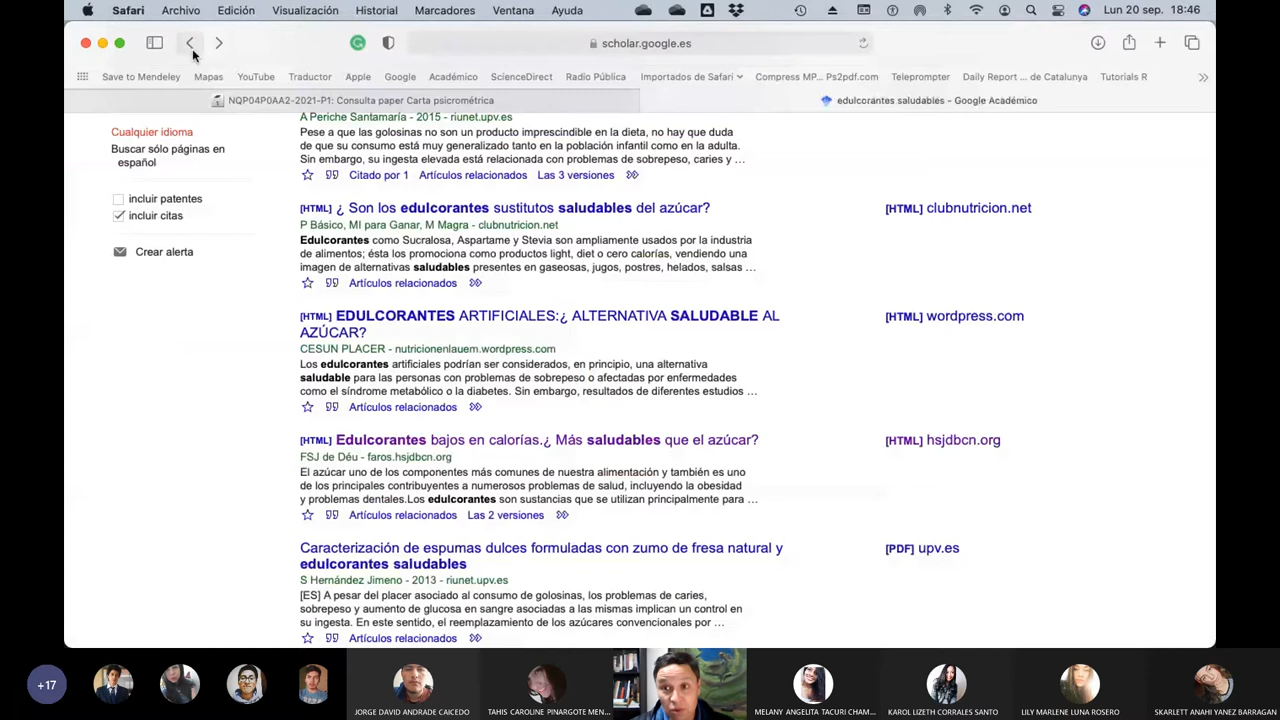 Safari Archivo Edición Visualización Historial Marcadores Ventana Ayuda Lun 20 sep. 18:46
scholar.google.es
Save to Mendeley Mapas YouTube Traductor Apple Google Académico ScienceDirect Radio Pública Importados de Safari Compress MP... Ps2pdf.com Teleprompter Daily Report ... de Catalunya Tutorials R
NQP04P0AA2-2021-P1: Consulta paper Carta psicrométrica
edulcorantes saludables - Google Académico
Cualquier idioma
Buscar sólo páginas en
español
incluir patentes
incluir citas
Crear alerta
A Periche Santamaría - 2015 - riunet.upv.es
Pese a que las golosinas no son un producto imprescindible en la dieta, no hay que duda
de que su consumo está muy generalizado tanto en la población infantil como en la adulta.
Sin embargo, su ingesta elevada está relacionada con problemas de sobrepeso, caries y …
Citado por 1 Artículos relacionados Las 3 versiones
[HTML] ¿ Son los edulcorantes sustitutos saludables del azúcar?
[HTML] clubnutricion.net
P Básico, MI para Ganar, M Magra - clubnutricion.net
Edulcorantes como Sucralosa, Aspartame y Stevia son ampliamente usados por la industria
de alimentos; ésta los promociona como productos light, diet o cero calorías, vendiendo una
imagen de alternativas saludables presentes en gaseosas, jugos, postres, helados, salsas …
Artículos relacionados
[HTML] EDULCORANTES ARTIFICIALES:¿ ALTERNATIVA SALUDABLE AL
AZÚCAR?
[HTML] wordpress.com
CESUN PLACER - nutricionenlauem.wordpress.com
Los edulcorantes artificiales podrían ser considerados, en principio, una alternativa
saludable para las personas con problemas de sobrepeso o afectadas por enfermedades
como el síndrome metabólico o la diabetes. Sin embargo, resultados de diferentes estudios …
Artículos relacionados
[HTML] Edulcorantes bajos en calorías.¿ Más saludables que el azúcar?
[HTML] hsjdbcn.org
FSJ de Déu - faros.hsjdbcn.org
El azúcar uno de los componentes más comunes de nuestra alimentación y también es uno
de los principales contribuyentes a numerosos problemas de salud, incluyendo la obesidad
y problemas dentales.Los edulcorantes son sustancias que se utilizan principalmente para …
Artículos relacionados Las 2 versiones
Caracterización de espumas dulces formuladas con zumo de fresa natural y
edulcorantes saludables
[PDF] upv.es
S Hernández Jimeno - 2013 - riunet.upv.es
[ES] A pesar del placer asociado al consumo de golosinas, los problemas de caries,
sobrepeso y aumento de glucosa en sangre asociadas a las mismas implican un control en
su ingesta. En este sentido, el reemplazamiento de los azúcares convencionales por …
Artículos relacionados
+17
JORGE DAVID ANDRADE CAICEDO
TAHIS CAROLINE PINARGOTE MEN...
MELANY ANGELITA TACURI CHAM...
KAROL LIZETH CORRALES SANTO
LILY MARLENE LUNA ROSERO
SKARLETT ANAHI YANEZ BARRAGAN